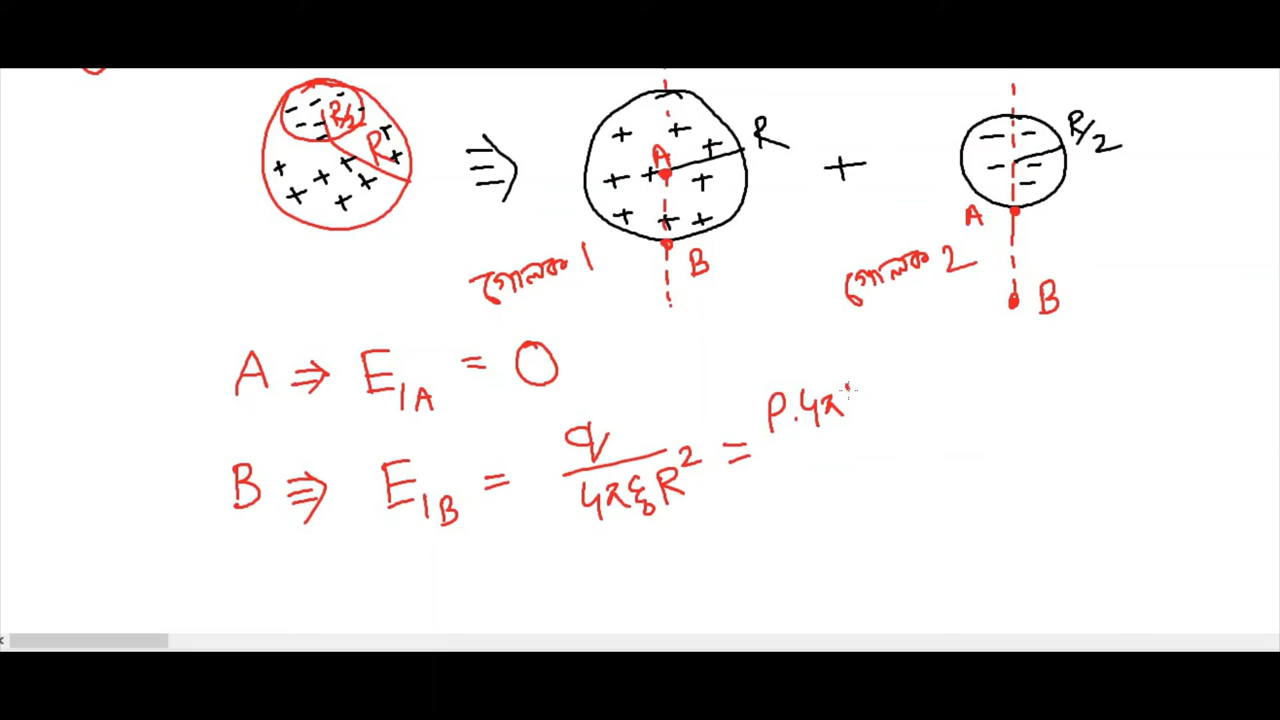 R/2
R
A
R
B
গোলক 1
+
R/2
A
B
গোলক 2
A ⇛ E₁A = 0
B ⇛ E₁B = q / 4πε₀R² = ρ.4π